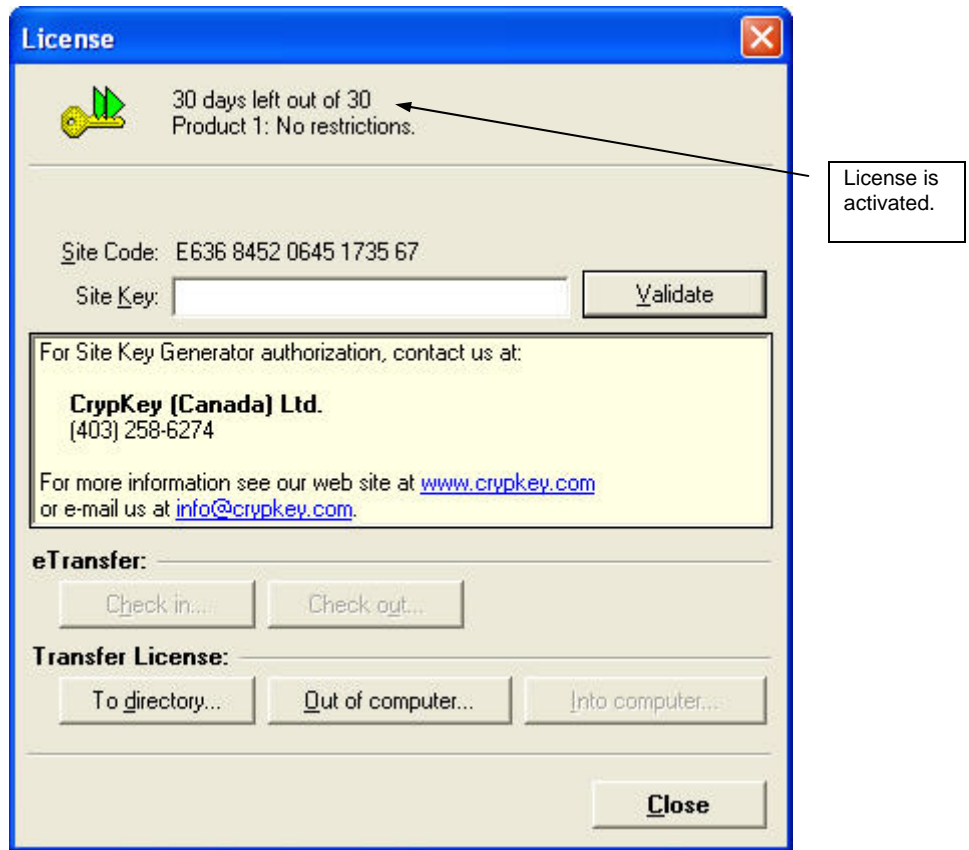 License
30 days left out of 30
Product 1: No restrictions.
License is
activated.
Site Code: E636 8452 0645 1735 67
Site Key:
Validate
For Site Key Generator authorization, contact us at:
CrypKey (Canada) Ltd.
(403) 258-6274
For more information see our web site at www.crypkey.com
or e-mail us at info@crypkey.com.
eTransfer:
Check in... Check out...
Transfer License:
To directory... Out of computer... Into computer...
Close